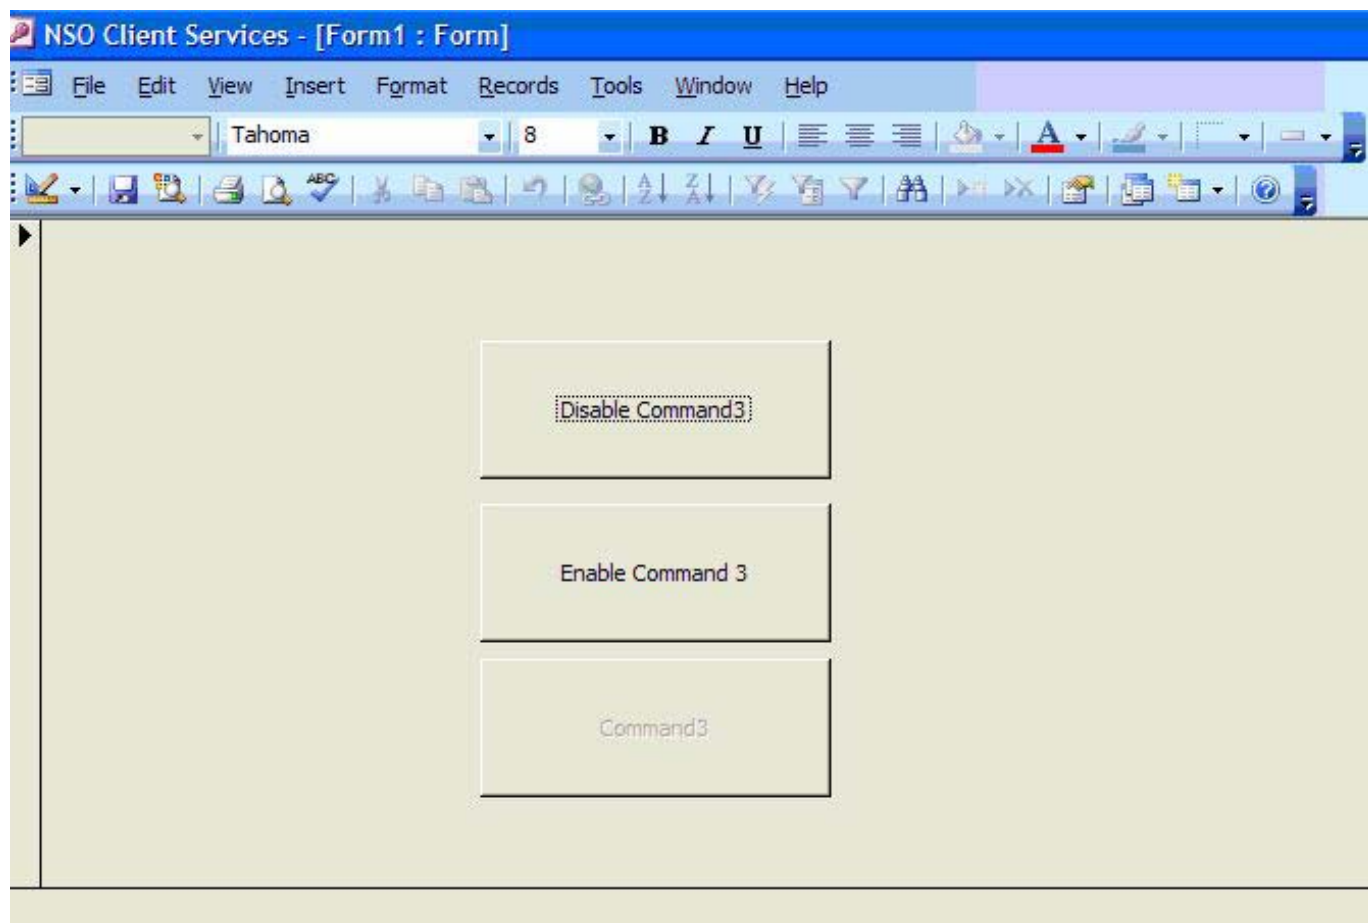 NSO Client Services - [Form1 : Form]
File Edit View Insert Format Records Tools Window Help
Tahoma 8 B I U A
ABC A Z Z A
Disable Command3
Enable Command 3
Command3